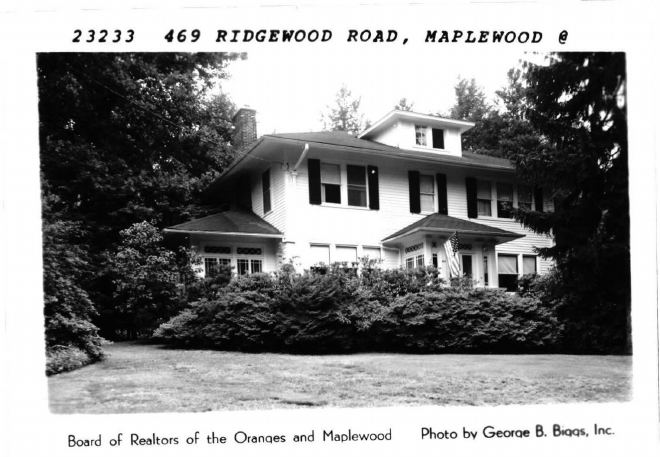 23233 469 RIDGEWOOD ROAD, MAPLEWOOD @
Board of Realtors of the Oranges and Maplewood Photo by George B. Biggs, Inc.